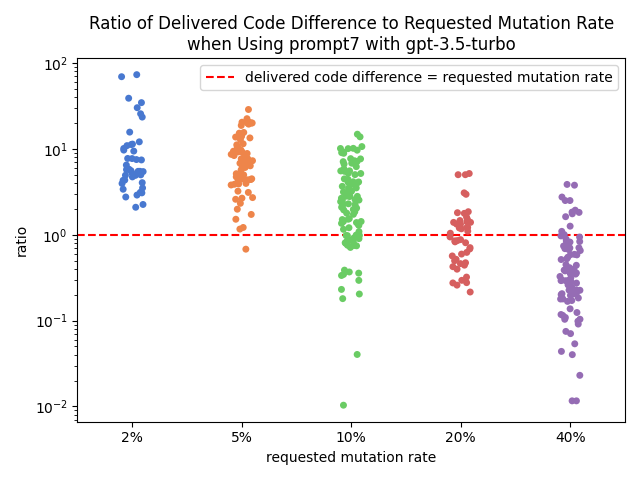 Ratio of Delivered Code Difference to Requested Mutation Rate
when Using prompt7 with gpt-3.5-turbo
delivered code difference = requested mutation rate
ratio
10²
10¹
10⁰
10⁻¹
10⁻²
2% 5% 10% 20% 40%
requested mutation rate